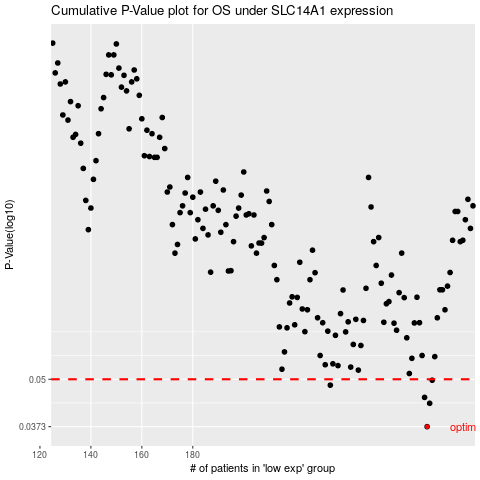 Cumulative P-Value plot for OS under SLC14A1 expression
P-Value(log10)
0.05
0.0373
optim
120 140 160 180
# of patients in 'low exp' group